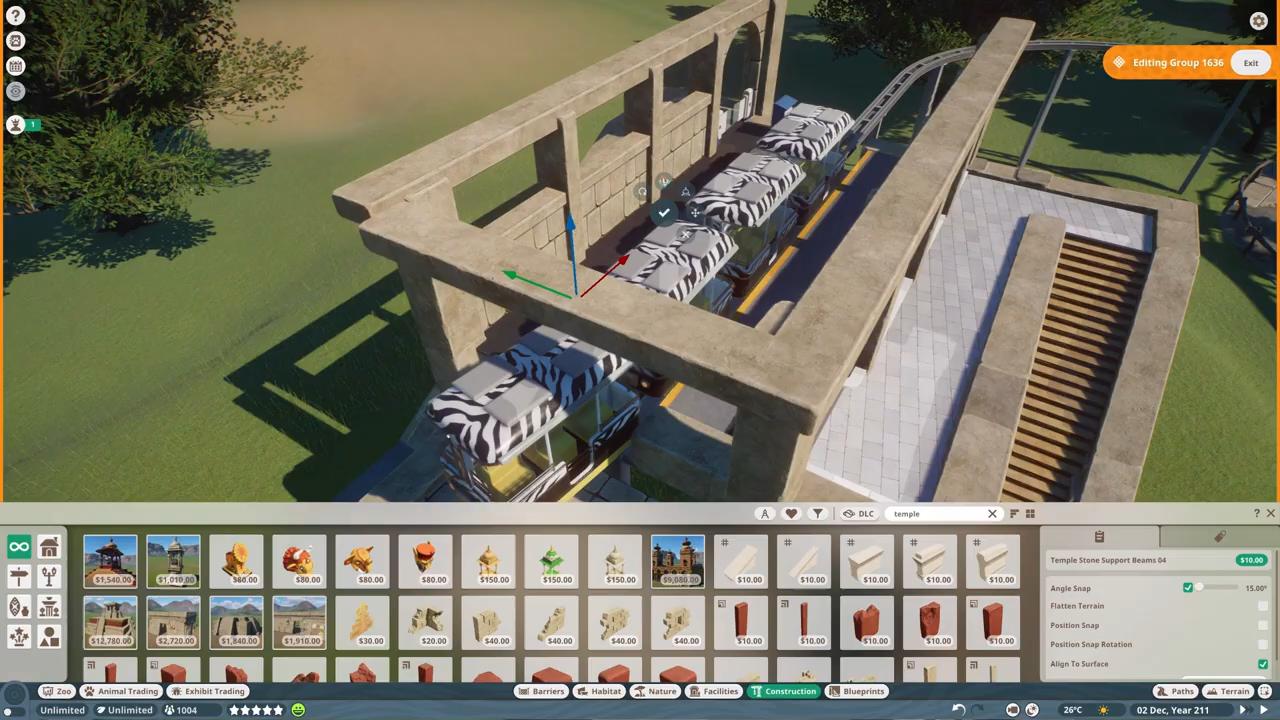 ?
Editing Group 1636
Exit
1
DLC
temple
?
$1,540.00
$1,010.00
$60.00
$80.00
$80.00
$80.00
$150.00
$150.00
$150.00
$9,080.00
$10.00
$10.00
$10.00
$10.00
$10.00
$12,780.00
$2,720.00
$1,840.00
$1,910.00
$30.00
$20.00
$40.00
$40.00
$40.00
$40.00
$10.00
$10.00
$10.00
$10.00
$10.00
Temple Stone Support Beams 04
$10.00
Angle Snap
15.00°
Flatten Terrain
Position Snap
Position Snap Rotation
Align To Surface
Zoo
Animal Trading
Exhibit Trading
Barriers
Habitat
Nature
Facilities
Construction
Blueprints
Paths
Terrain
Unlimited
Unlimited
1004
26°C
02 Dec, Year 211